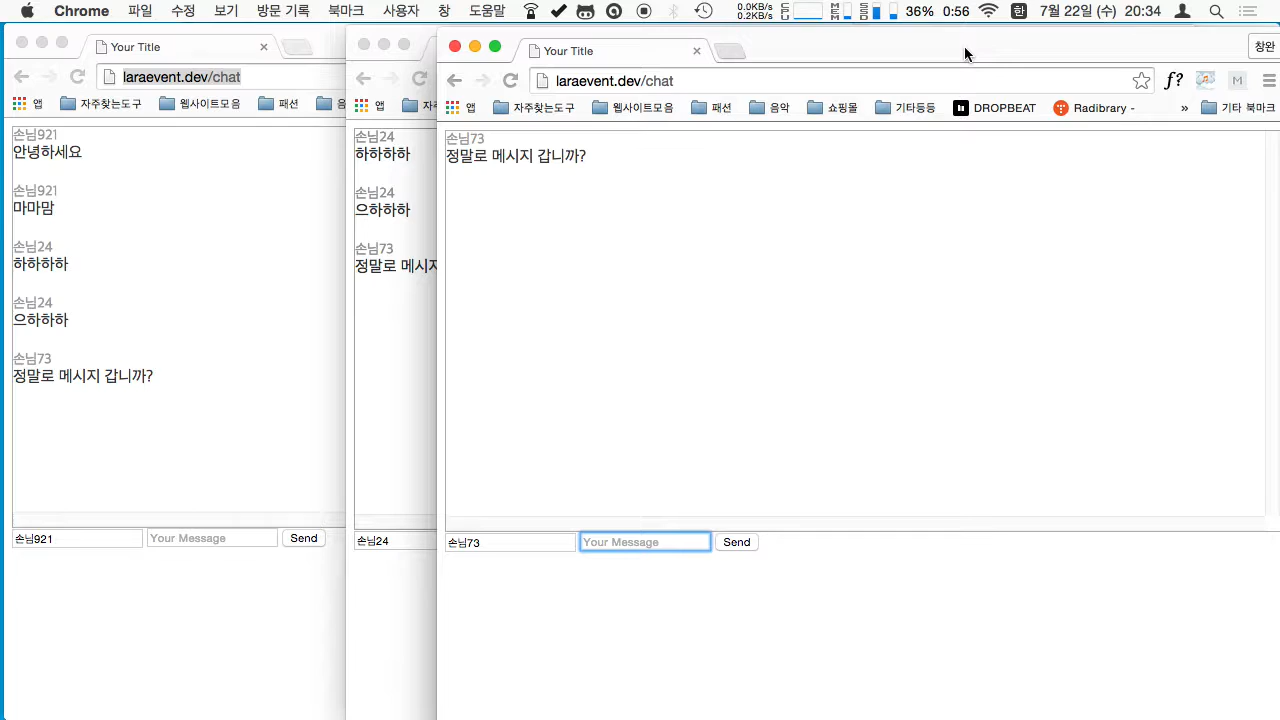 Chrome 파일 수정 보기 방문 기록 북마크 사용자 창 도움말 0.0KB/s 0.2KB/s 36% 0:56 한 7월 22일 (수) 20:34
Your Title
laraevent.dev/chat
앱 자주찾는도구 웹사이트모음 패션
손님921
안녕하세요
손님921
마마맘
손님24
하하하하
손님24
으하하하
손님73
정말로 메시지 갑니까?
손님921 Your Message Send
앱
손님24
하하하하
손님24
으하하하
손님73
정말로 메시지
손님24
Your Title 창완
laraevent.dev/chat f? M
앱 자주찾는도구 웹사이트모음 패션 음악 쇼핑몰 기타등등 DROPBEAT Radibrary - » 기타 북마크
손님73
정말로 메시지 갑니까?
손님73 Your Message Send